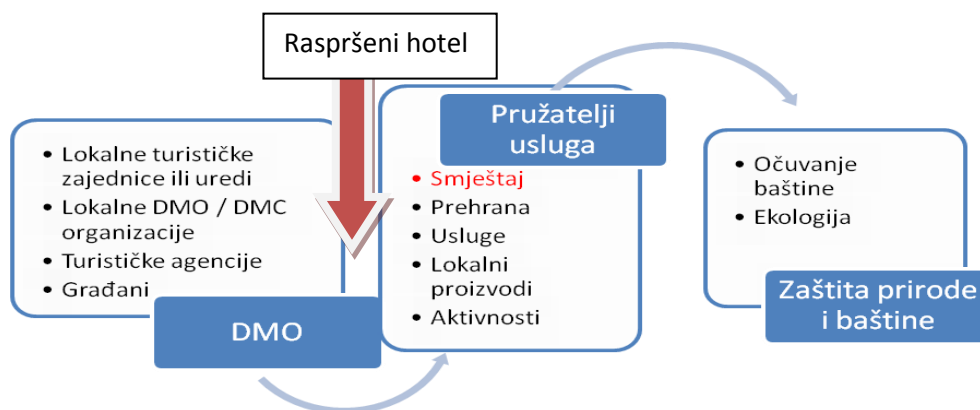 Raspršeni hotel
• Lokalne turističke
zajednice ili uredi
• Lokalne DMO / DMC
organizacije
• Turističke agencije
• Građani
DMO
Pružatelji
usluga
• Smještaj
• Prehrana
• Usluge
• Lokalni
proizvodi
• Aktivnosti
• Očuvanje
baštine
• Ekologija
Zaštita prirode
i baštine